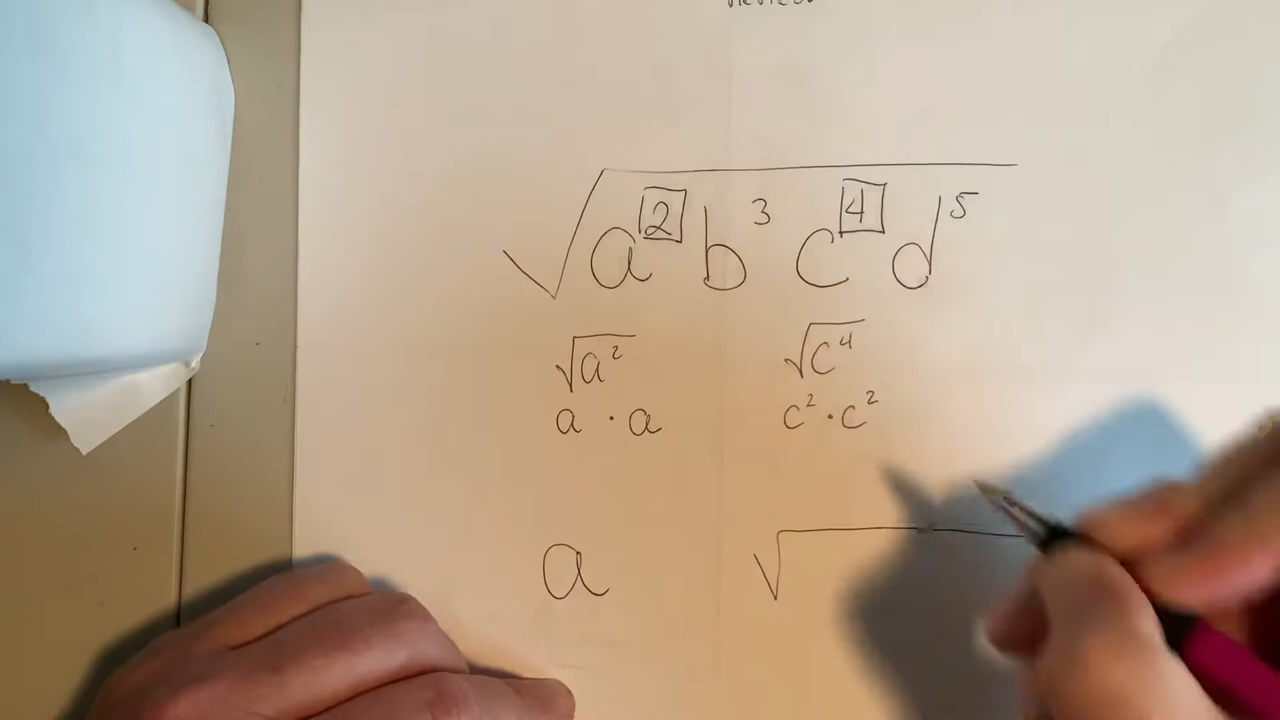 √a²b³c⁴d⁵
√a² √c⁴
a · a c² · c²
a √